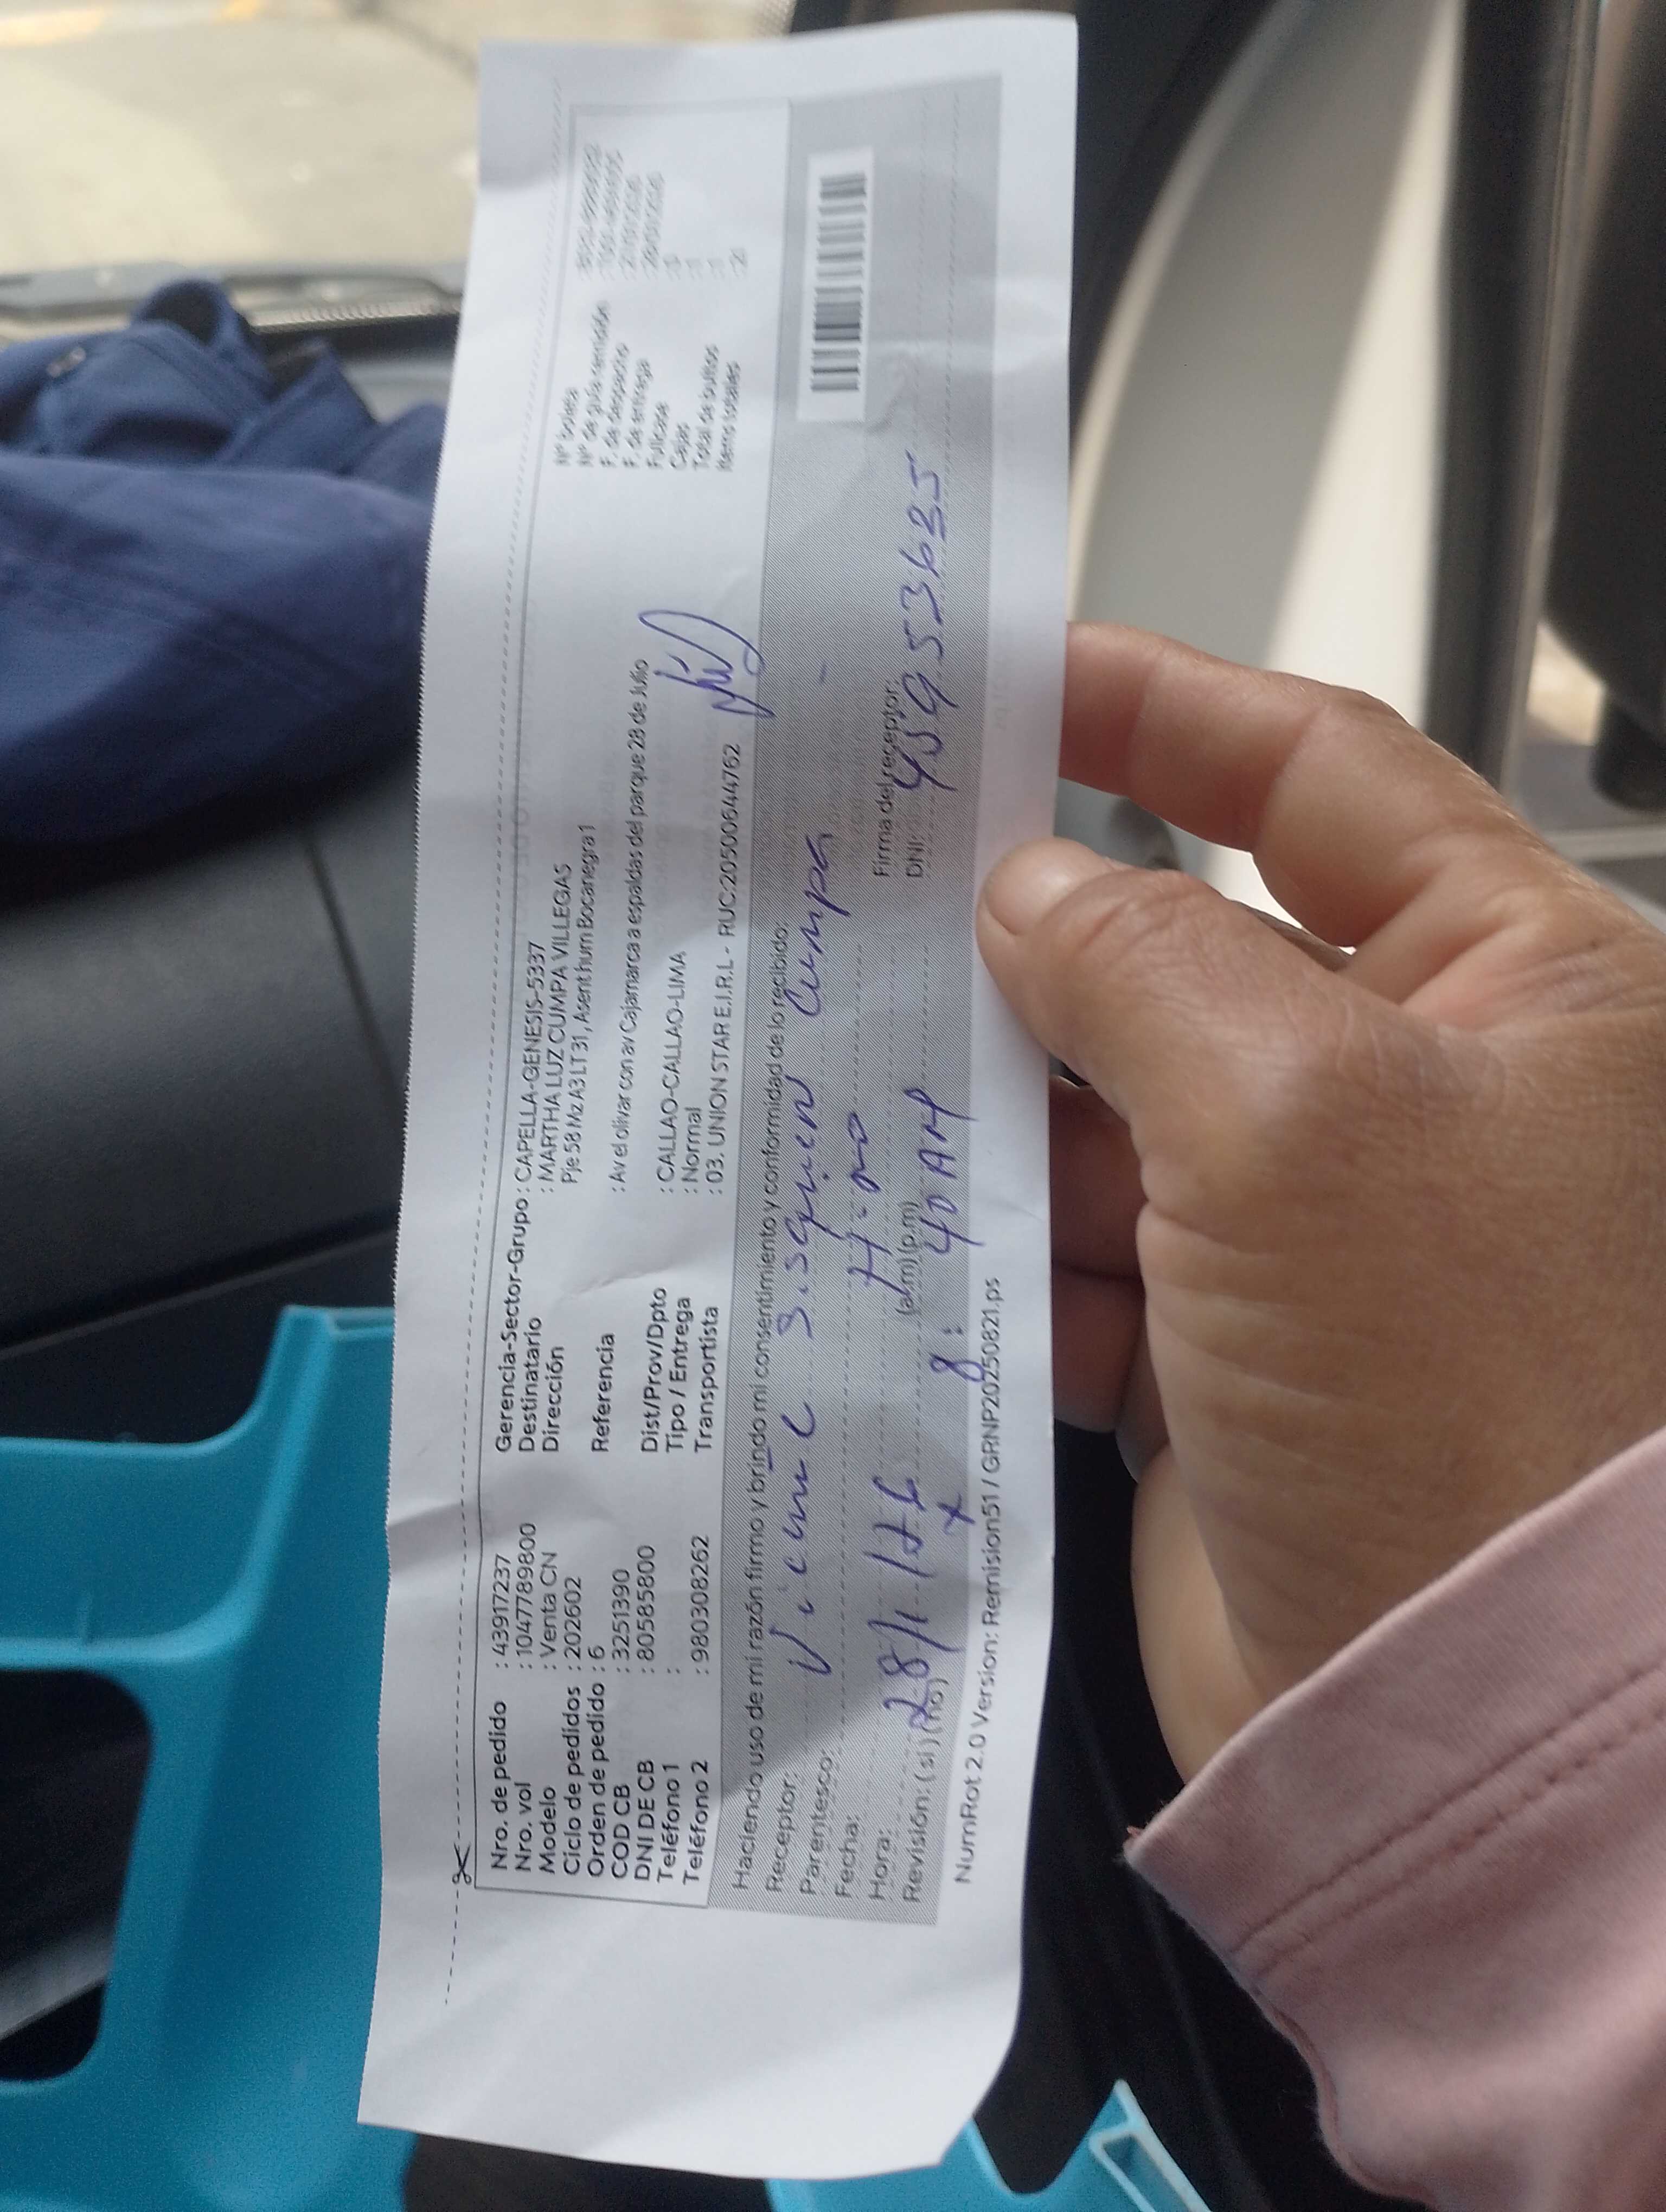 Nro. de pedido : 43917237
Nro. vol : 1047789800
Modelo : Venta CN
Ciclo de pedidos : 202602
Orden de pedido : 6
COD CB : 3251390
DNI DE CB : 80585800
Teléfono 1 :
Teléfono 2 : 980308262
Gerencia-Sector-Grupo : CAPELLA-GENESIS-5337
Destinatario : MARTHA LUZ CUMPA VILLEGAS
Dirección Pje 58 Mz A3 LT 31, Asent hum Bocanegra 1
Referencia : Av el olivar con av Cajamarca a espaldas del parque 28 de Julio
Dist/Prov/Dpto : CALLAO-CALLAO-LIMA
Tipo / Entrega : Normal
Transportista : 03. UNION STAR E.I.R.L - RUC:20500644762
Nº boleta
Nº de guía remisión
F. de despacho
F. de entrega
Fullcase
Cajas
Total de bultos
Items totales :21
Haciendo uso de mi razón firmo y brindo mi consentimiento y conformidad de lo recibido:
Receptor: Cumpa
Parentesco:
Fecha: 28/1/26
Hora: (a.m) (p.m) 8:40 AM
Revisión: (si) (no) x
Firma del receptor:
DNI: 45953635
NumRot 2.0 Version: Remision51 / GRNP20250821.ps